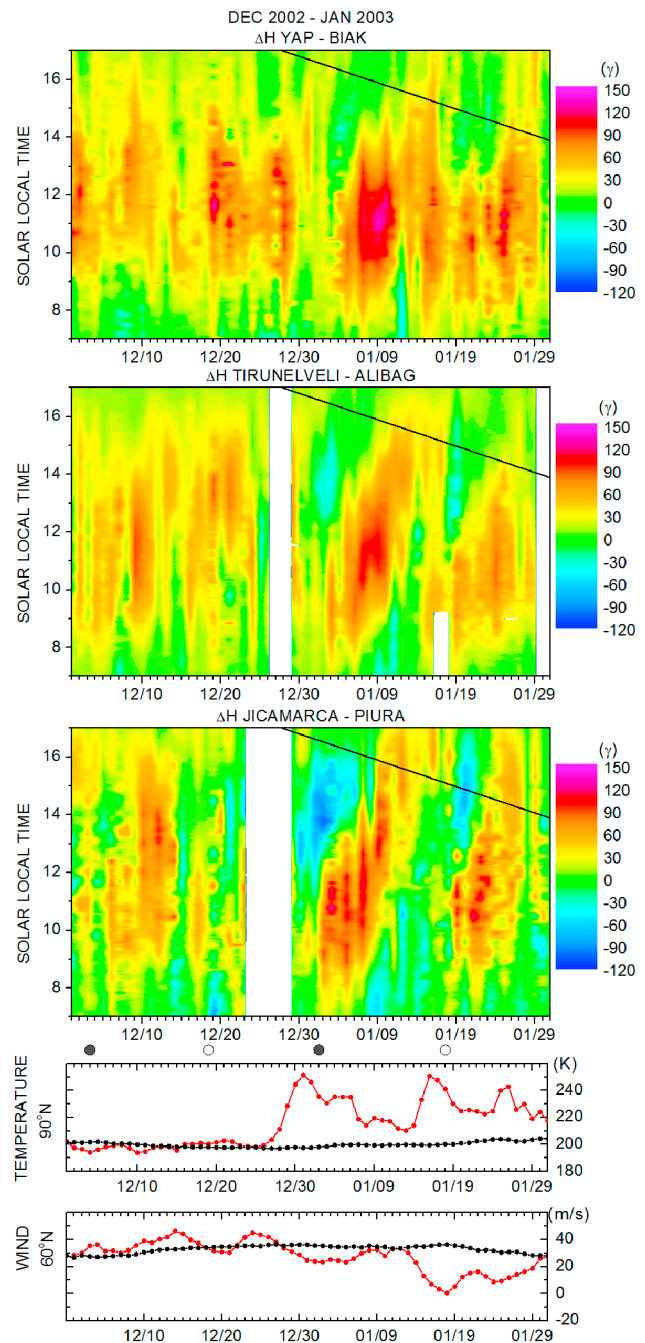 DEC 2002 - JAN 2003
ΔH YAP - BIAK
(γ)
SOLAR LOCAL TIME
16
14
12
10
8
150
120
90
60
30
0
-30
-60
-90
-120
12/10 12/20 12/30 01/09 01/19 01/29
ΔH TIRUNELVELI - ALIBAG
(γ)
SOLAR LOCAL TIME
16
14
12
10
8
150
120
90
60
30
0
-30
-60
-90
-120
12/10 12/20 12/30 01/09 01/19 01/29
ΔH JICAMARCA - PIURA
(γ)
SOLAR LOCAL TIME
16
14
12
10
8
150
120
90
60
30
0
-30
-60
-90
-120
12/10 12/20 12/30 01/09 01/19 01/29
TEMPERATURE
90°N
(K)
240
220
200
180
12/10 12/20 12/30 01/09 01/19 01/29
WIND
60°N
(m/s)
40
20
0
-20
12/10 12/20 12/30 01/09 01/19 01/29